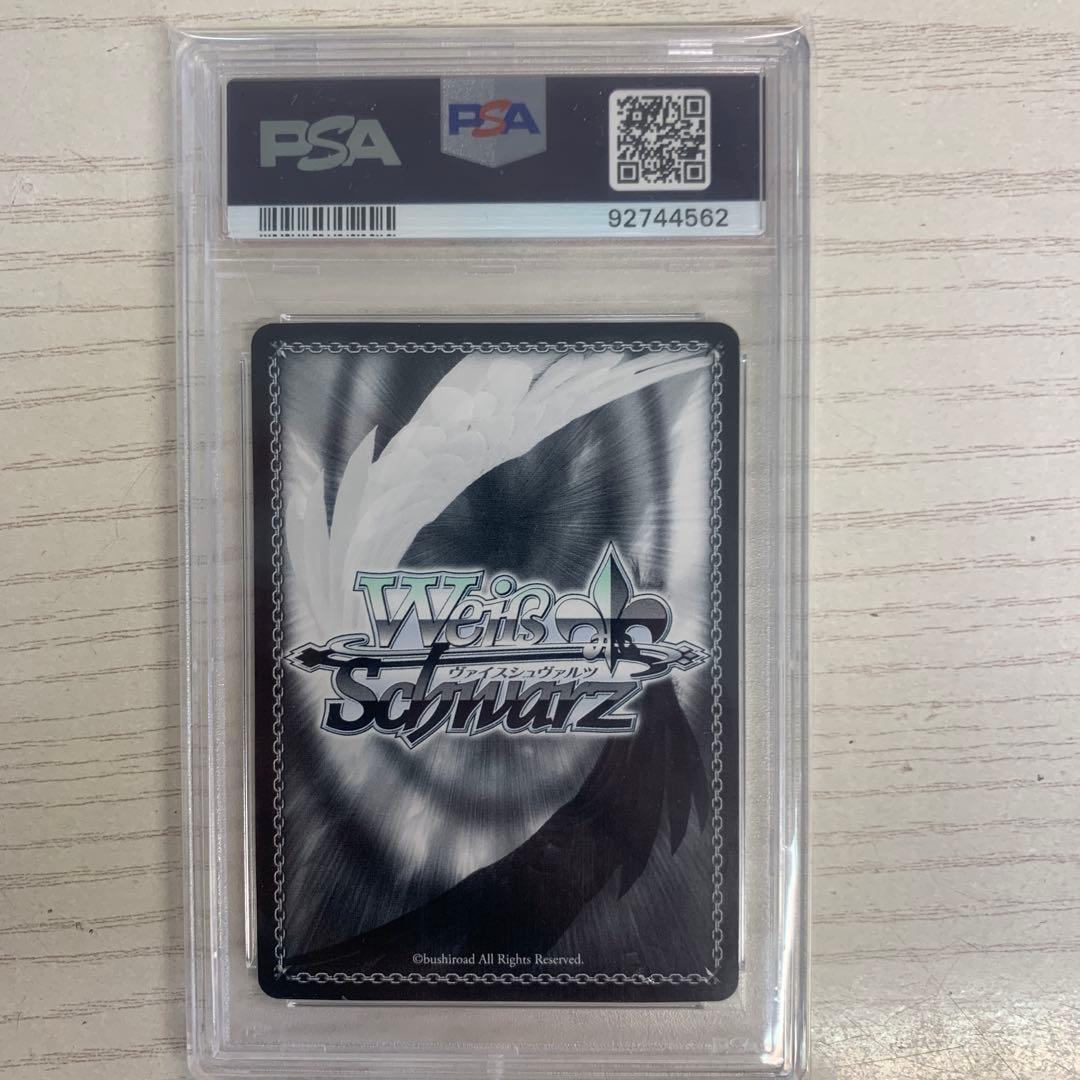 PSA
PSA
92744562
Weiß
ヴァイスシュヴァルツ
Schwarz
©bushiroad All Rights Reserved.